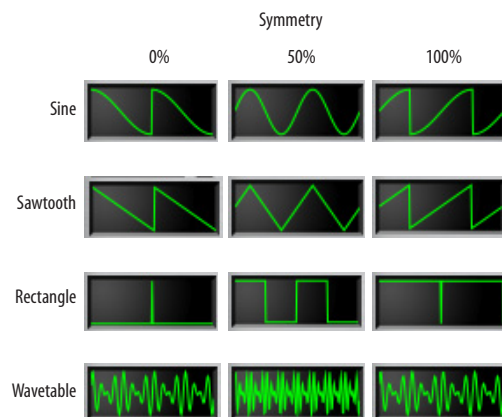 Symmetry
0% 50% 100%
Sine
Sawtooth
Rectangle
Wavetable